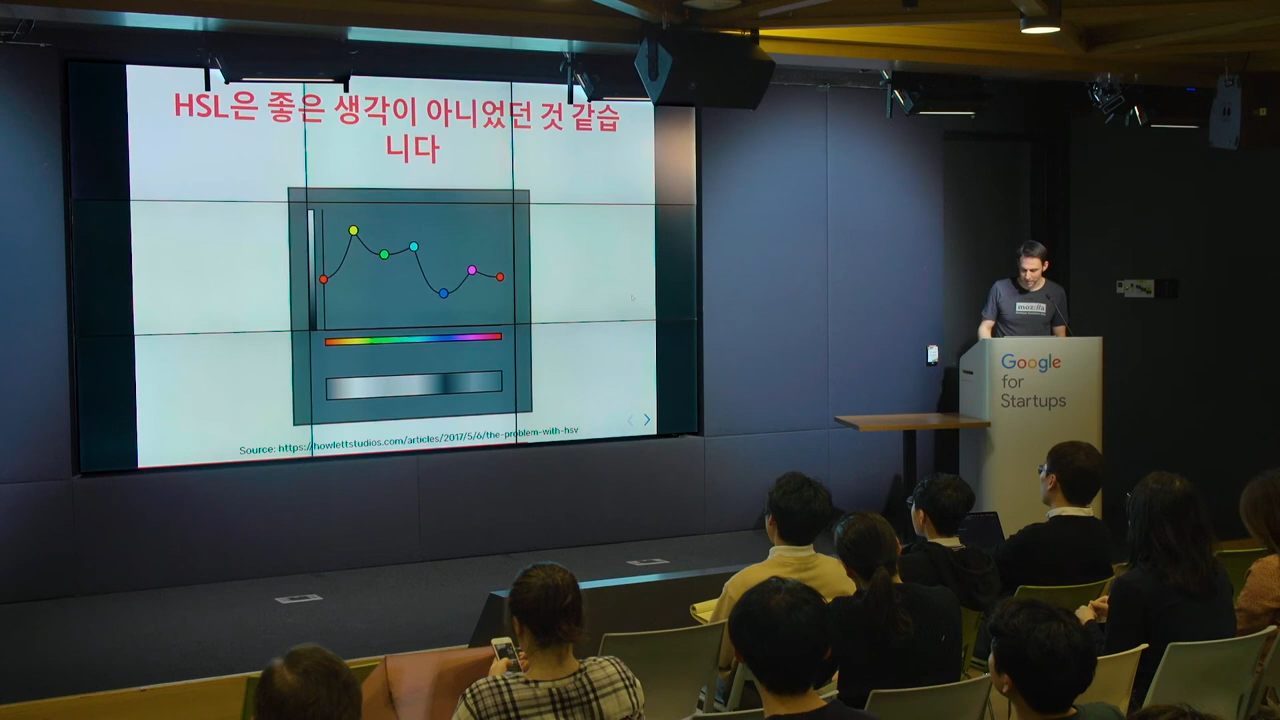 HSL은 좋은 생각이 아니었던 것 같습
니다
Source: https://howlettstudios.com/articles/2017/5/6/the-problem-with-hsv
moz://a
Google
for
Startups